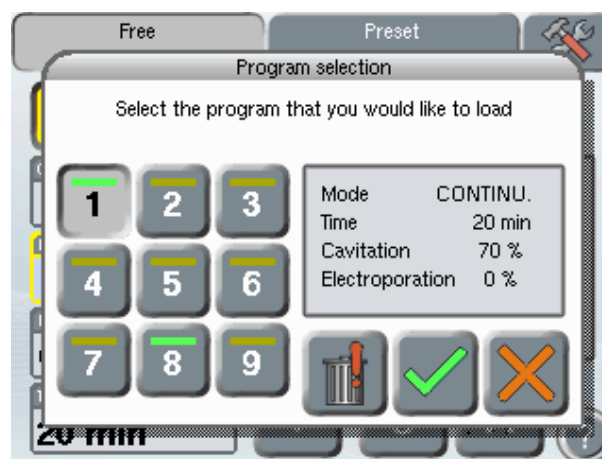 Free Preset
Program selection
Select the program that you would like to load
1 2 3
4 5 6
7 8 9
Mode CONTINU.
Time 20 min
Cavitation 70 %
Electroporation 0 %
20 min
?